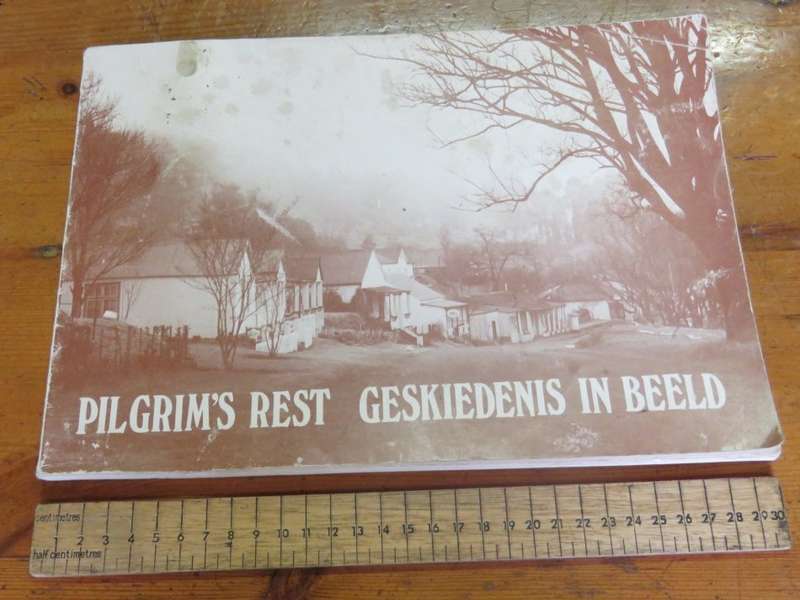 PILGRIM'S REST GESKIEDENIS IN BEELD
centimetres
1 2 3 4 5 6 7 8 9 10 11 12 13 14 15 16 17 18 19 20 21 22 23 24 25 26 27 28 29 30
half centimetres